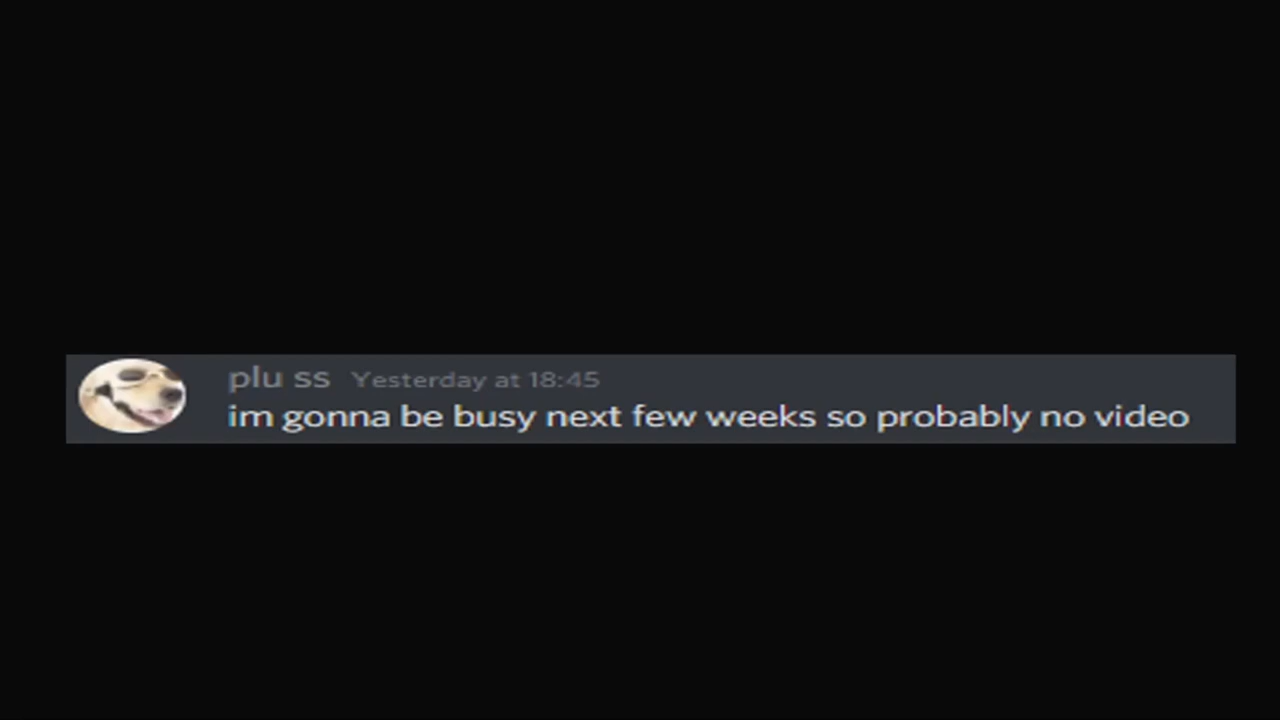 plu ss Yesterday at 18:45
im gonna be busy next few weeks so probably no video